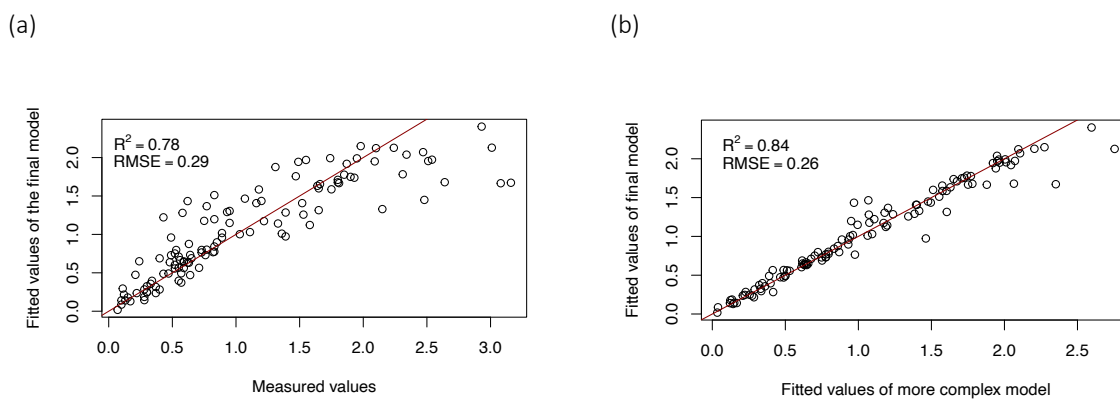 (a)
(b)
R² = 0.78
RMSE = 0.29
Fitted values of the final model
0.0 0.5 1.0 1.5 2.0
0.0 0.5 1.0 1.5 2.0 2.5 3.0
Measured values
R² = 0.84
RMSE = 0.26
Fitted values of final model
0.0 0.5 1.0 1.5 2.0
0.0 0.5 1.0 1.5 2.0 2.5
Fitted values of more complex model